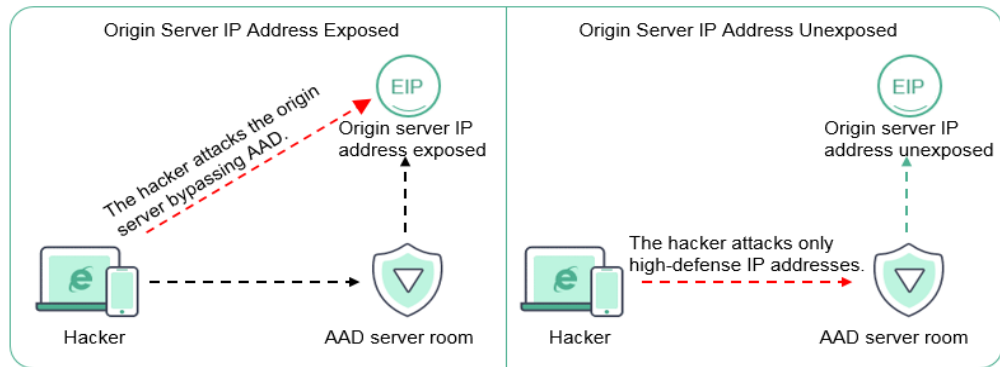 Origin Server IP Address Exposed
EIP
Origin server IP
address exposed
The hacker attacks the origin
server bypassing AAD.
Hacker
AAD server room
Origin Server IP Address Unexposed
EIP
Origin server IP
address unexposed
The hacker attacks only
high-defense IP addresses.
Hacker
AAD server room